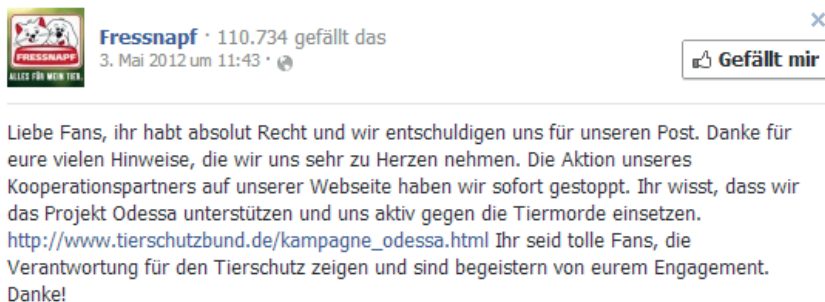 FRESSNAPF
ALLES FÜR MEIN TIER.
Fressnapf · 110.734 gefällt das
3. Mai 2012 um 11:43 ·
Gefällt mir
Liebe Fans, ihr habt absolut Recht und wir entschuldigen uns für unseren Post. Danke für
eure vielen Hinweise, die wir uns sehr zu Herzen nehmen. Die Aktion unseres
Kooperationspartners auf unserer Webseite haben wir sofort gestoppt. Ihr wisst, dass wir
das Projekt Odessa unterstützen und uns aktiv gegen die Tiermorde einsetzen.
http://www.tierschutzbund.de/kampagne_odessa.html Ihr seid tolle Fans, die
Verantwortung für den Tierschutz zeigen und sind begeistern von eurem Engagement.
Danke!